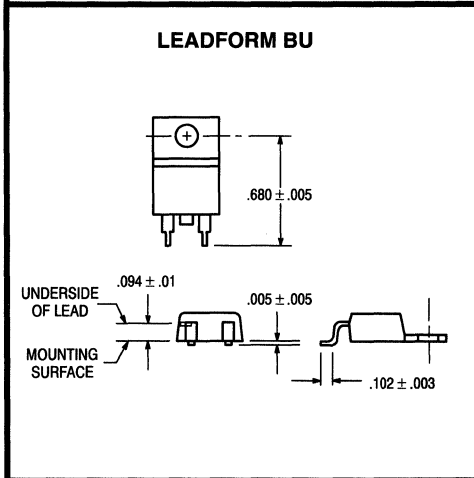 LEADFORM BU
.680 ± .005
.094 ± .01
UNDERSIDE
OF LEAD
.005 ± .005
MOUNTING
SURFACE
.102 ± .003